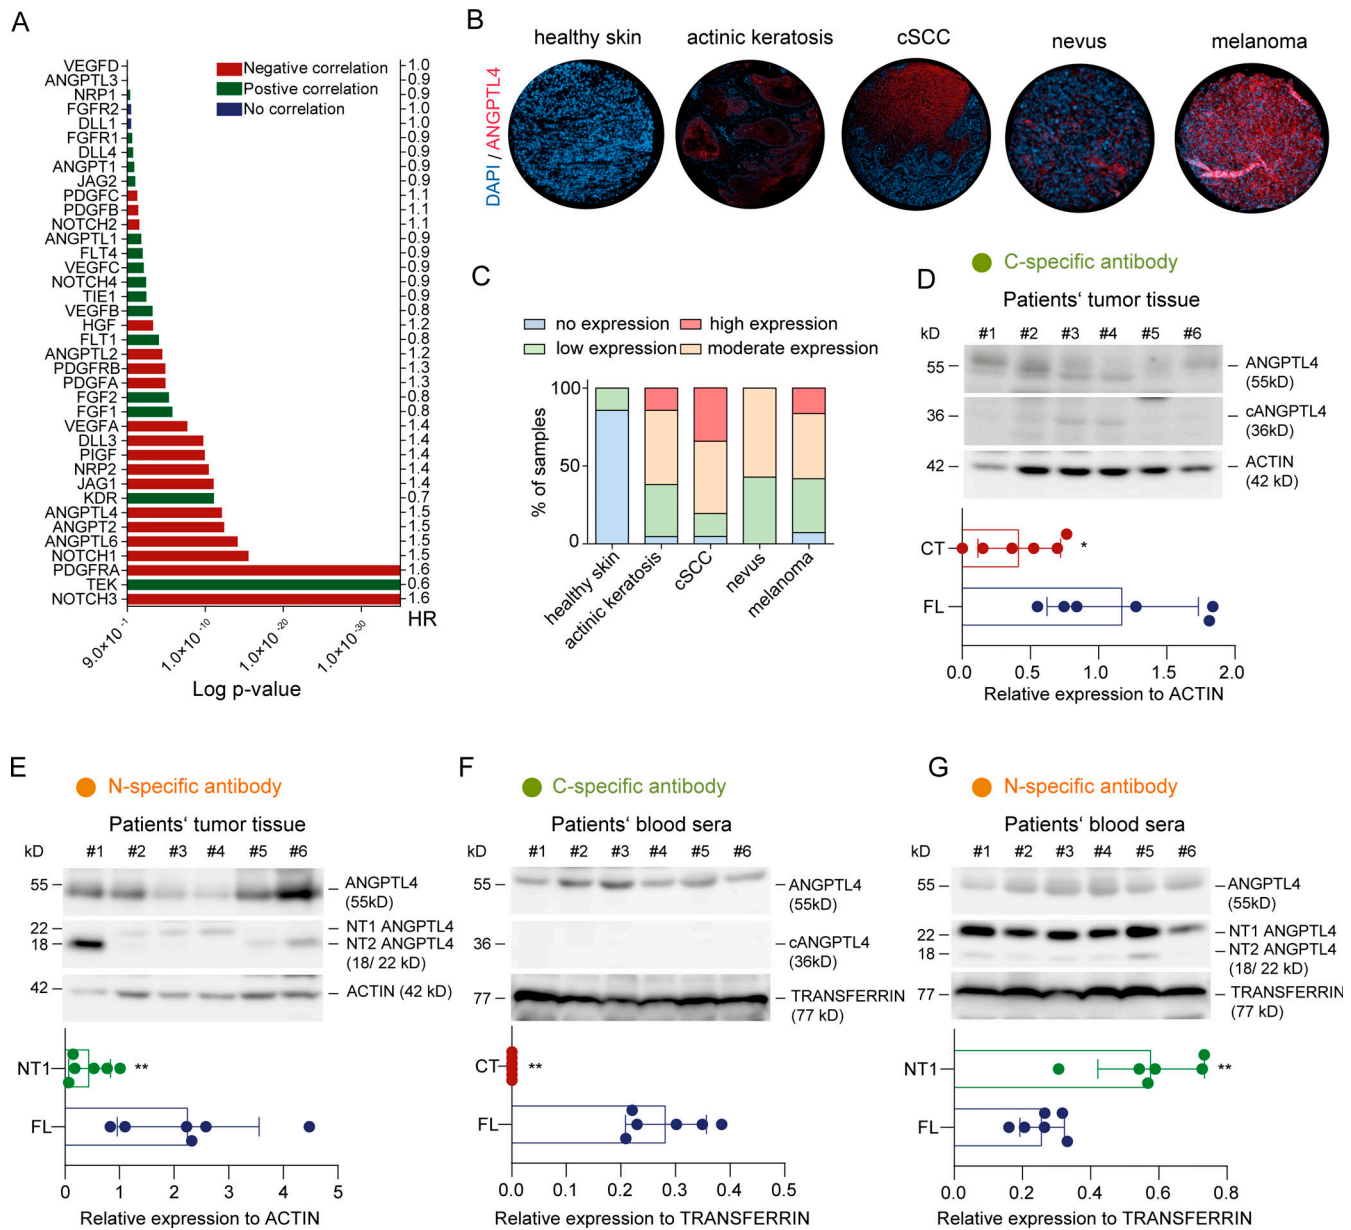 A
Negative correlation
Postive correlation
No correlation
VEGFD 1.0
ANGPTL3 0.9
NRP1 0.9
FGFR2 1.0
DLL1 1.0
FGFR1 0.9
DLL4 0.9
ANGPT1 0.9
JAG2 0.9
PDGFC 1.1
PDGFB 1.1
NOTCH2 1.1
ANGPTL1 0.9
FLT4 0.9
VEGFC 0.9
NOTCH4 0.9
TIE1 0.9
VEGFB 0.8
HGF 1.2
FLT1 0.8
ANGPTL2 1.2
PDGFRB 1.3
PDGFA 1.3
FGF2 0.8
FGF1 0.8
VEGFA 1.4
DLL3 1.4
PIGF 1.4
NRP2 1.4
JAG1 1.4
KDR 0.7
ANGPTL4 1.5
ANGPT2 1.5
ANGPTL6 1.5
NOTCH1 1.5
PDGFRA 1.6
TEK 0.6
NOTCH3 1.6
HR
9.0×10⁻¹ 1.0×10⁻¹⁰ 1.0×10⁻²⁰ 1.0×10⁻³⁰
Log p-value
B
healthy skin actinic keratosis cSCC nevus melanoma
DAPI / ANGPTL4
C
no expression high expression
low expression moderate expression
100
50
0
% of samples
healthy skin actinic keratosis cSCC nevus melanoma
D
C-specific antibody
Patients‘ tumor tissue
kD #1 #2 #3 #4 #5 #6
55 ANGPTL4
(55kD)
36 cANGPTL4
(36kD)
42 ACTIN
(42 kD)
CT *
FL
0.0 0.5 1.0 1.5 2.0
Relative expression to ACTIN
E
N-specific antibody
Patients‘ tumor tissue
kD #1 #2 #3 #4 #5 #6
55 ANGPTL4
(55kD)
22 NT1 ANGPTL4
18 NT2 ANGPTL4
(18/ 22 kD)
42 ACTIN (42 kD)
NT1 **
FL
0 1 2 3 4 5
Relative expression to ACTIN
F
C-specific antibody
Patients‘ blood sera
kD #1 #2 #3 #4 #5 #6
55 ANGPTL4
(55kD)
36 cANGPTL4
(36kD)
77 TRANSFERRIN
(77 kD)
CT **
FL
0.0 0.1 0.2 0.3 0.4 0.5
Relative expression to TRANSFERRIN
G
N-specific antibody
Patients‘ blood sera
kD #1 #2 #3 #4 #5 #6
55 ANGPTL4
(55kD)
22 NT1 ANGPTL4
18 NT2 ANGPTL4
(18/ 22 kD)
77 TRANSFERRIN
(77 kD)
NT1 **
FL
0.0 0.2 0.4 0.6 0.8
Relative expression to TRANSFERRIN